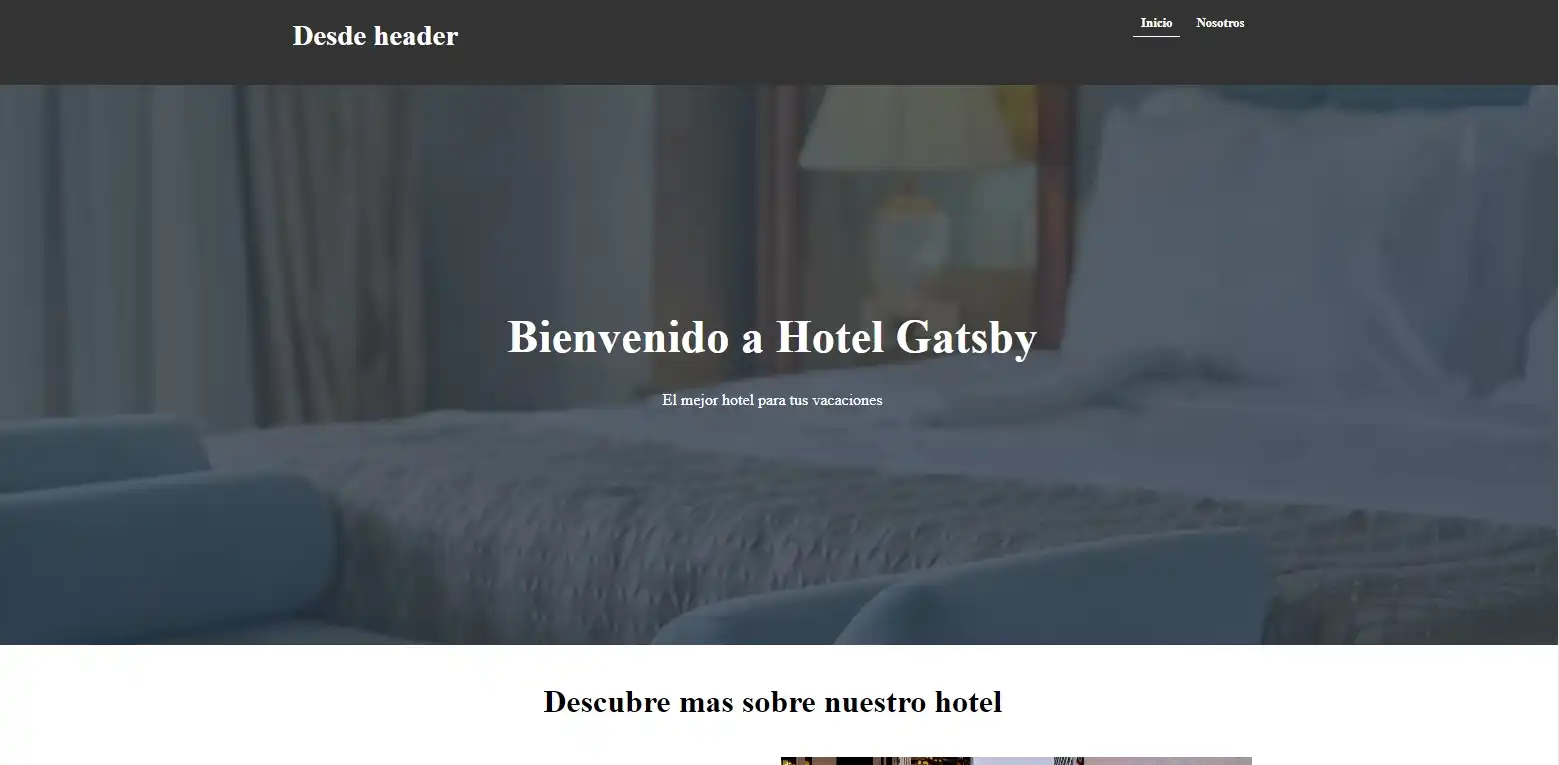 Desde header
Inicio
Nosotros
Bienvenido a Hotel Gatsby
El mejor hotel para tus vacaciones
Descubre mas sobre nuestro hotel